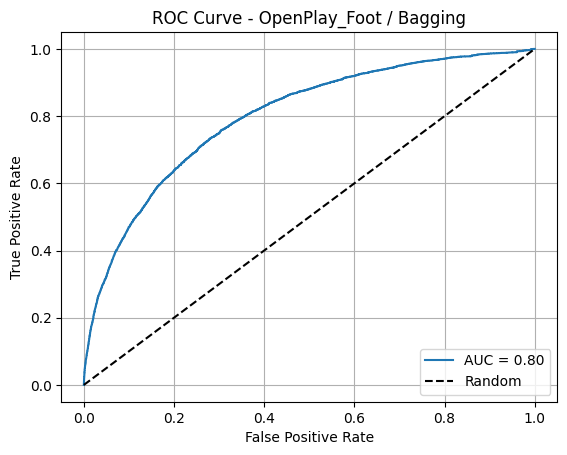 ROC Curve - OpenPlay_Foot / Bagging
True Positive Rate
1.0
0.8
0.6
0.4
0.2
0.0
AUC = 0.80
Random
0.0 0.2 0.4 0.6 0.8 1.0
False Positive Rate